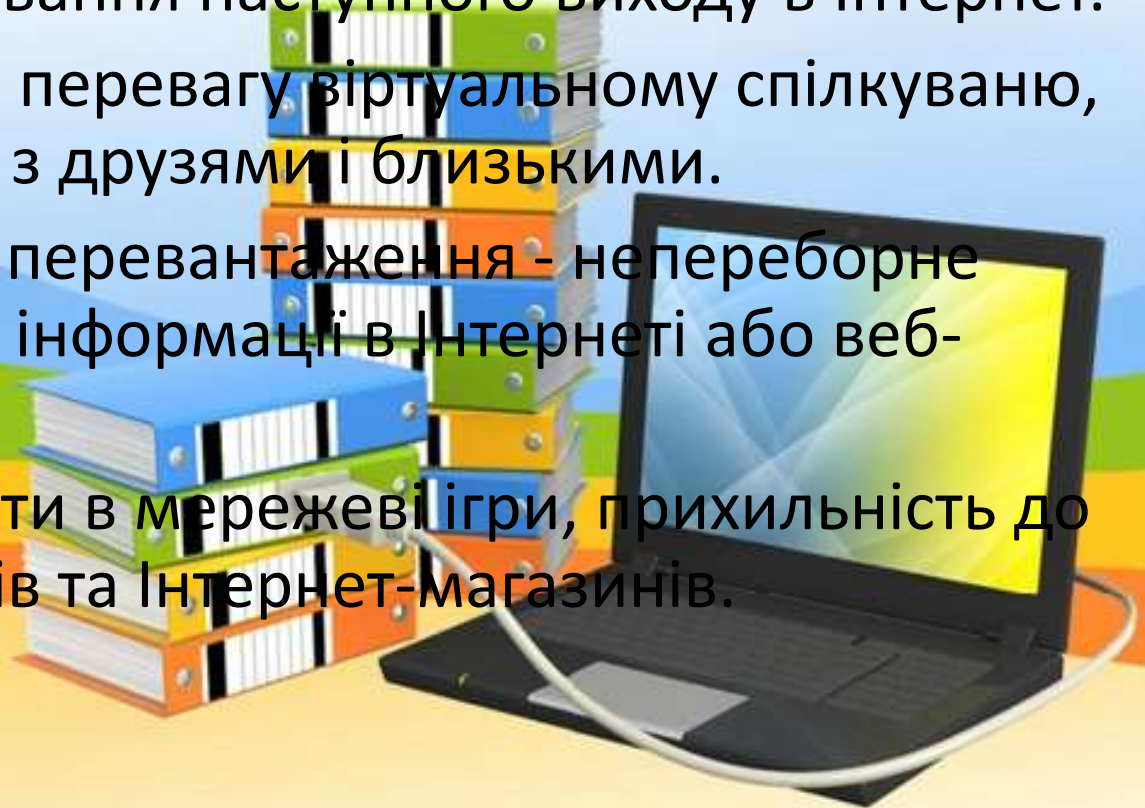 вання наступного виходу в Інтернет.
перевагу віртуальному спілкуваню,
з друзями і близькими.
перевантаження - непереборне
інформації в Інтернеті або веб-
ти в мережеві ігри, прихильність до
ів та Інтернет-магазинів.